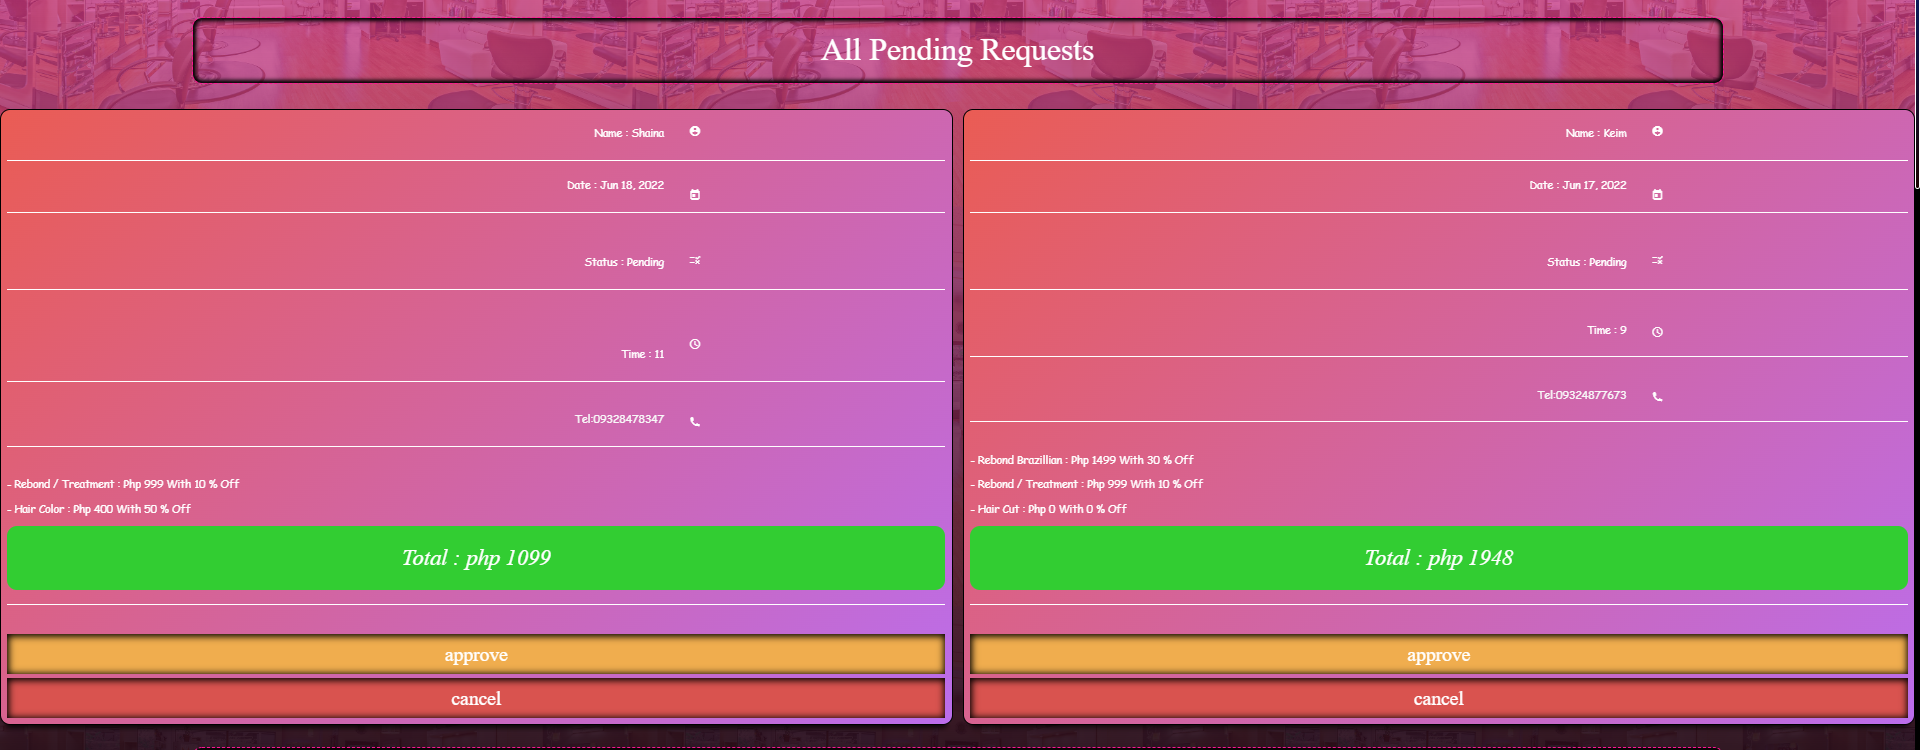 All Pending Requests
Name : Shaina
Date : Jun 18, 2022
Status : Pending
Time : 11
Tel:09328478347
- Rebond / Treatment : Php 999 With 10 % Off
- Hair Color : Php 400 With 50 % Off
Total : php 1099
approve
cancel
Name : Keim
Date : Jun 17, 2022
Status : Pending
Time : 9
Tel:09324877673
- Rebond Brazillian : Php 1499 With 30 % Off
- Rebond / Treatment : Php 999 With 10 % Off
- Hair Cut : Php 0 With 0 % Off
Total : php 1948
approve
cancel